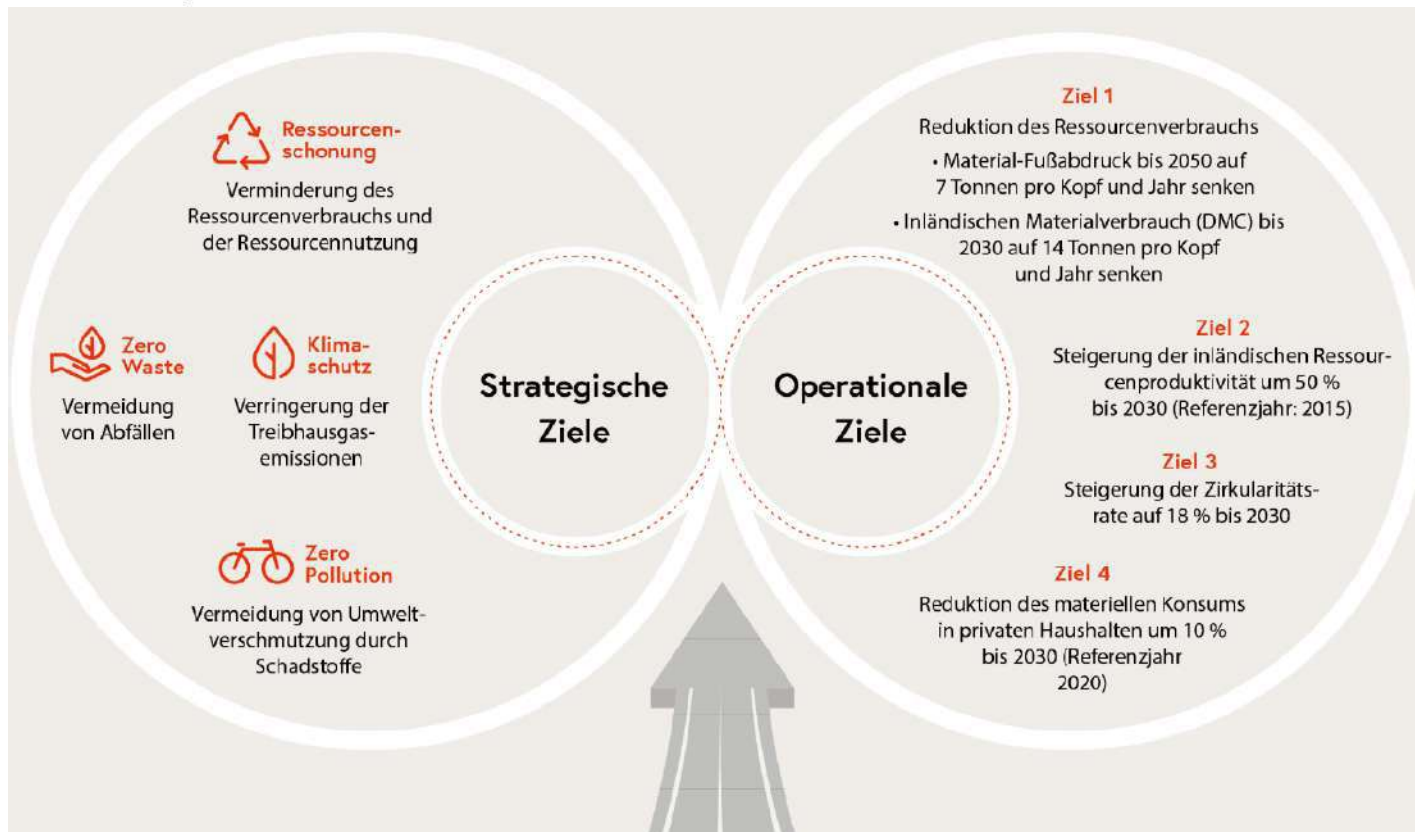 Ressourcen-
schonung
Verminderung des
Ressourcenverbrauchs und
der Ressourcennutzung
Zero
Waste
Vermeidung
von Abfällen
Klima-
schutz
Verringerung der
Treibhausgas-
emissionen
Zero
Pollution
Vermeidung von Umwelt-
verschmutzung durch
Schadstoffe
Strategische
Ziele
Operationale
Ziele
Ziel 1
Reduktion des Ressourcenverbrauchs
• Material-Fußabdruck bis 2050 auf
7 Tonnen pro Kopf und Jahr senken
• Inländischen Materialverbrauch (DMC) bis
2030 auf 14 Tonnen pro Kopf
und Jahr senken
Ziel 2
Steigerung der inländischen Ressour-
cenproduktivität um 50 %
bis 2030 (Referenzjahr: 2015)
Ziel 3
Steigerung der Zirkularitäts-
rate auf 18 % bis 2030
Ziel 4
Reduktion des materiellen Konsums
in privaten Haushalten um 10 %
bis 2030 (Referenzjahr
2020)